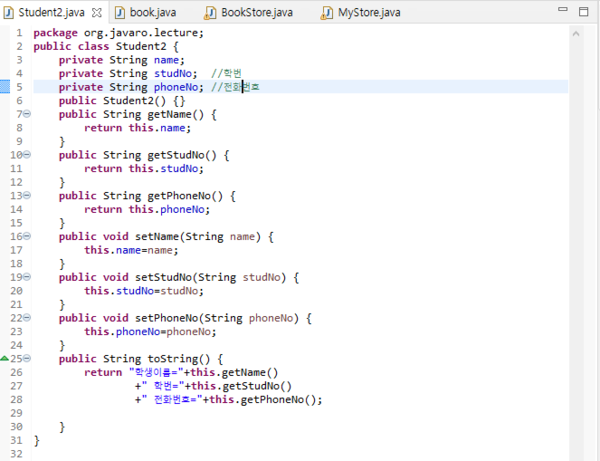 Student2.java book.java BookStore.java MyStore.java
1 package org.javaro.lecture;
2 public class Student2 {
3 private String name;
4 private String studNo; //학번
5 private String phoneNo; //전화번호
6 public Student2() {}
7 public String getName() {
8 return this.name;
9 }
10 public String getStudNo() {
11 return this.studNo;
12 }
13 public String getPhoneNo() {
14 return this.phoneNo;
15 }
16 public void setName(String name) {
17 this.name=name;
18 }
19 public void setStudNo(String studNo) {
20 this.studNo=studNo;
21 }
22 public void setPhoneNo(String phoneNo) {
23 this.phoneNo=phoneNo;
24 }
25 public String toString() {
26 return "학생이름="+this.getName()
27 +" 학번="+this.getStudNo()
28 +" 전화번호="+this.getPhoneNo();
29
30 }
31 }
32